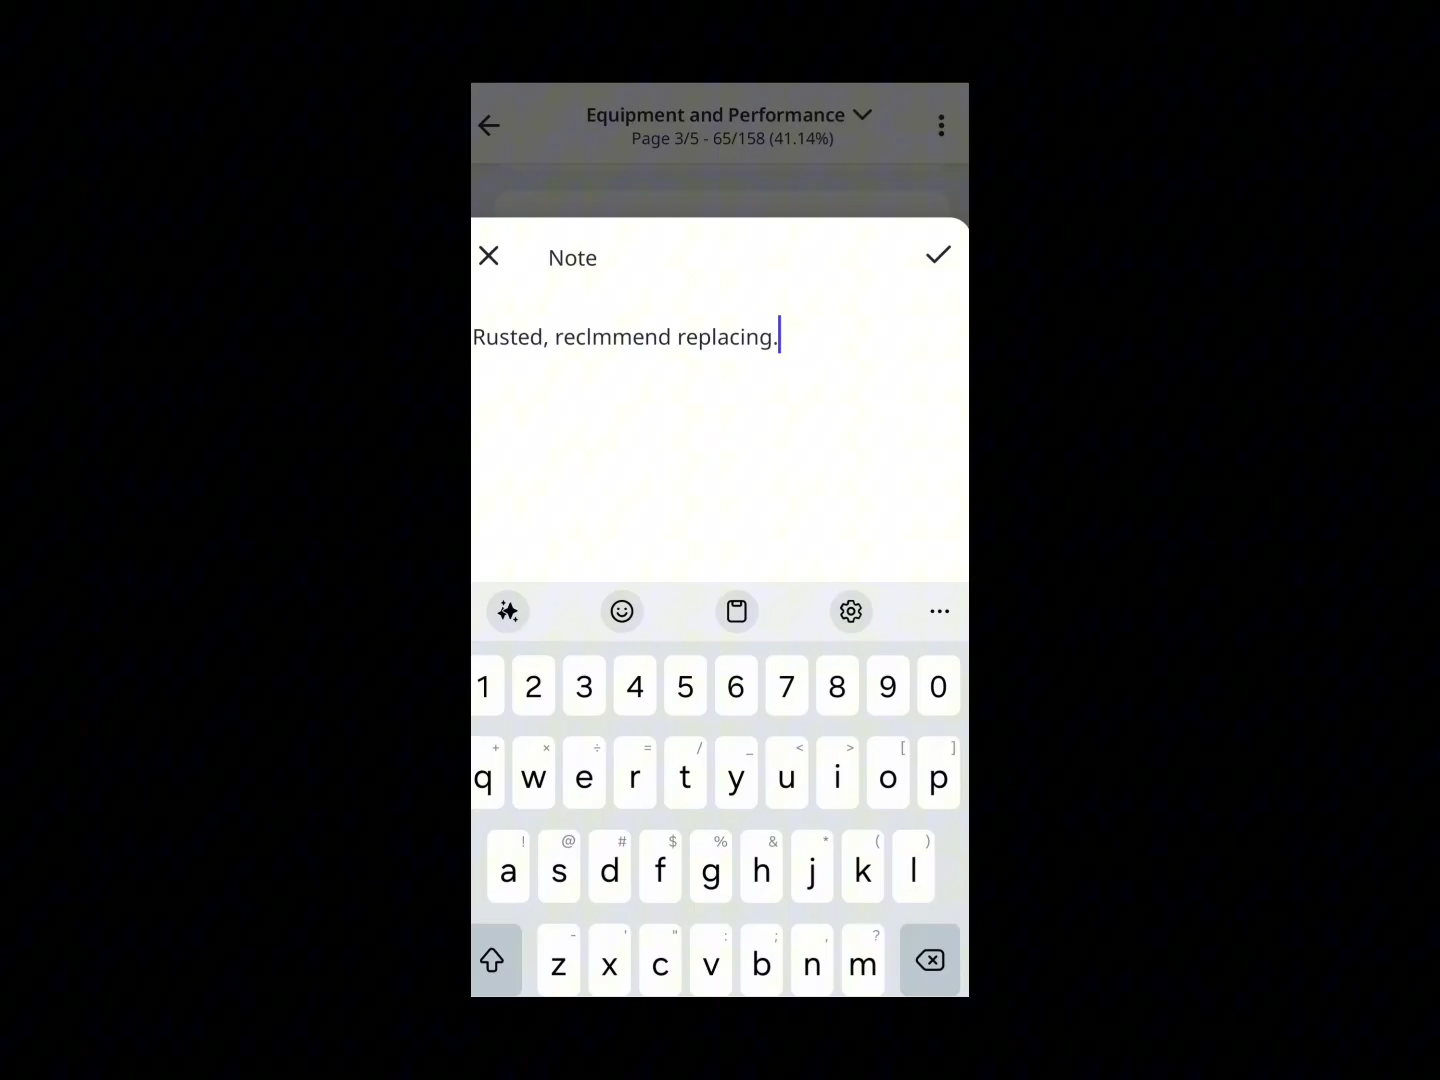 Equipment and Performance
Page 3/5 - 65/158 (41.14%)
Note
Rusted, reclmmend replacing.
1 2 3 4 5 6 7 8 9 0
+ × ÷ = / _ < > [ ]
q w e r t y u i o p
! @ # $ % & * ( )
a s d f g h j k l
- ' " : ; , ?
z x c v b n m